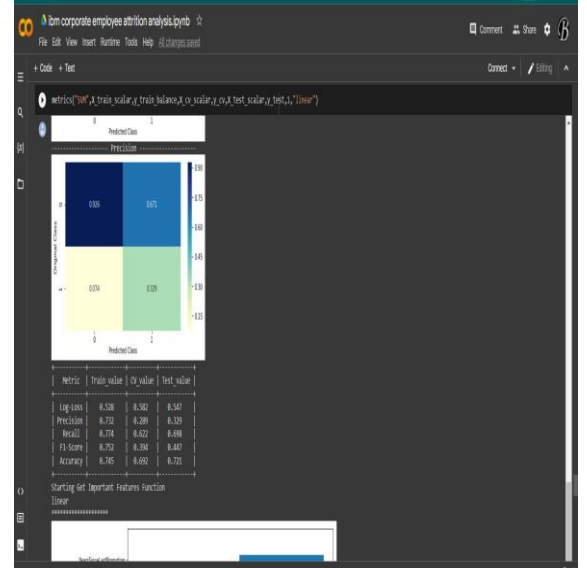 ibm corporate employee attrition analysis.ipynb
Comment Share
File Edit View Insert Runtime Tools Help All changes saved
+ Code + Text
Connect Editing
metrics("SVM",X_train_scalar,y_train_balance,X_cv_scalar,y_cv,X_test_scalar,y_test,1,"linear")
0 1
Predicted Class
-------------------- Precision --------------------
0.90
0.75
0.60
0.45
0.30
0.15
Original Class
0 0.926 0.671
1 0.074 0.329
0 1
Predicted Class
| Metric | Train_value | CV_value | Test_value |
| Log-Loss | 0.528 | 0.582 | 0.547 |
| Precision | 0.732 | 0.289 | 0.329 |
| Recall | 0.774 | 0.622 | 0.698 |
| F1-Score | 0.752 | 0.394 | 0.447 |
| Accuracy | 0.745 | 0.692 | 0.721 |
Starting Get Important Features Function
linear
********************